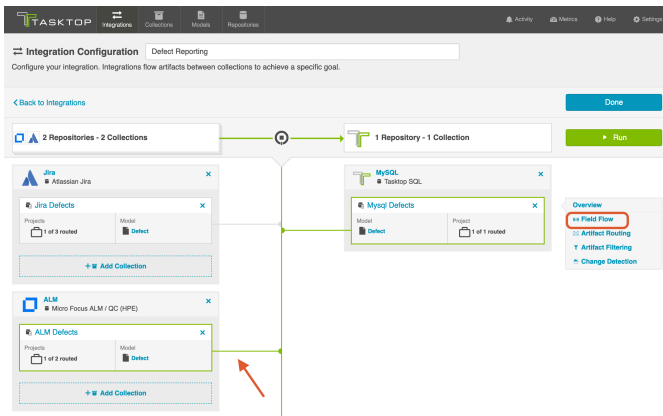 TASKTOP
Integrations
Collections
Models
Repositories
Activity
Metrics
Help
Settings
Integration Configuration
Defect Reporting
Configure your integration. Integrations flow artifacts between collections to achieve a specific goal.
Back to Integrations
Done
2 Repositories - 2 Collections
1 Repository - 1 Collection
Run
Jira
Atlassian Jira
Jira Defects
Projects
Model
1 of 3 routed
Defect
+ Add Collection
MySQL
Tasktop SQL
Mysql Defects
Model
Project
Defect
1 of 1 routed
Overview
Field Flow
Artifact Routing
Artifact Filtering
Change Detection
ALM
Micro Focus ALM / QC (HPE)
ALM Defects
Projects
Model
1 of 2 routed
Defect
+ Add Collection